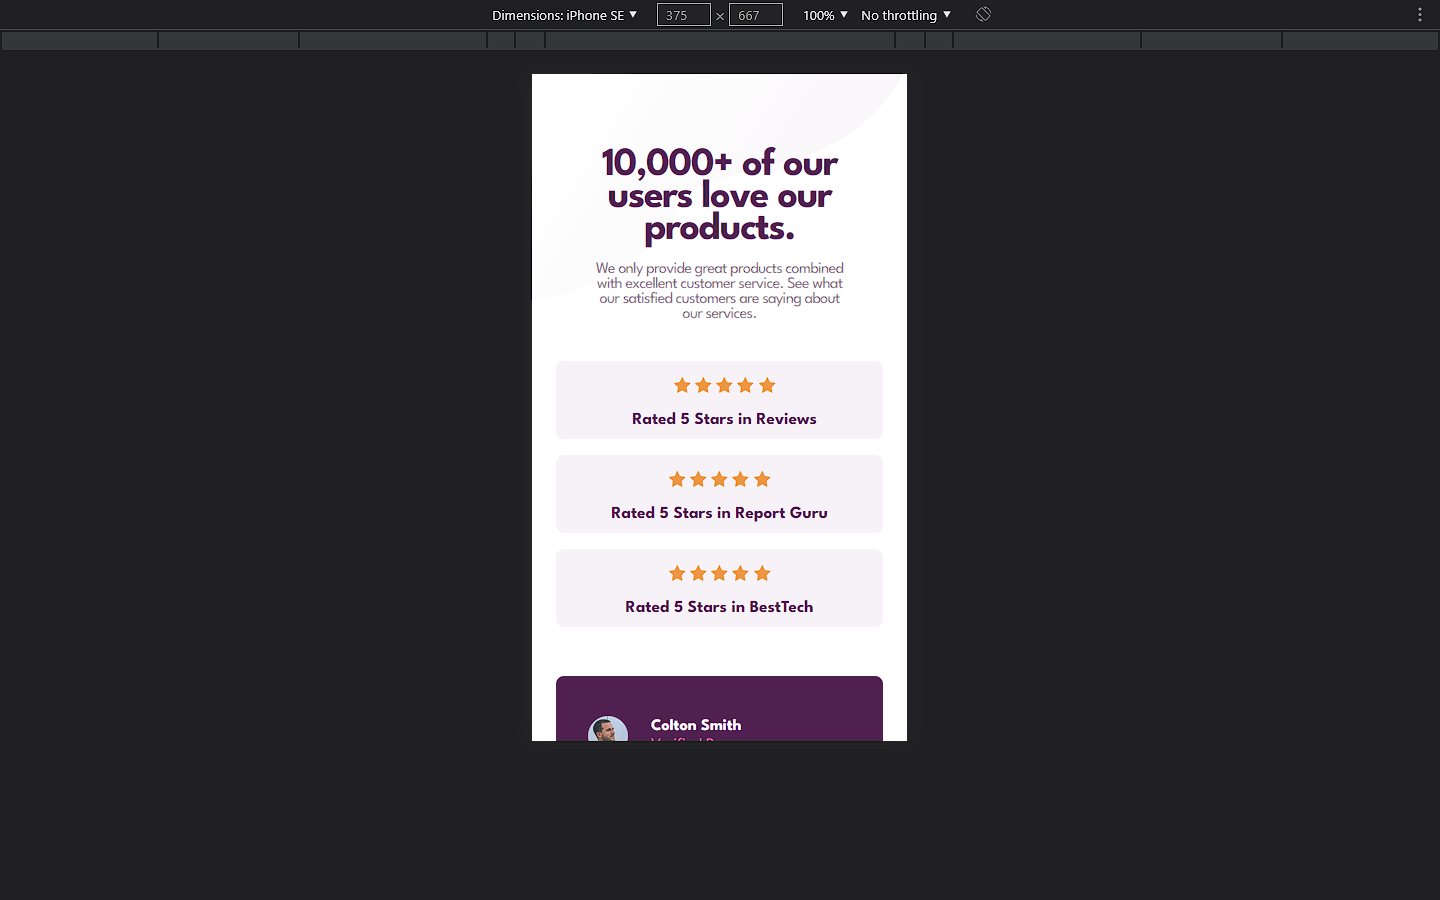 Dimensions: iPhone SE ▼ 375 × 667 100% ▼ No throttling ▼
10,000+ of our
users love our
products.
We only provide great products combined
with excellent customer service. See what
our satisfied customers are saying about
our services.
Rated 5 Stars in Reviews
Rated 5 Stars in Report Guru
Rated 5 Stars in BestTech
Colton Smith